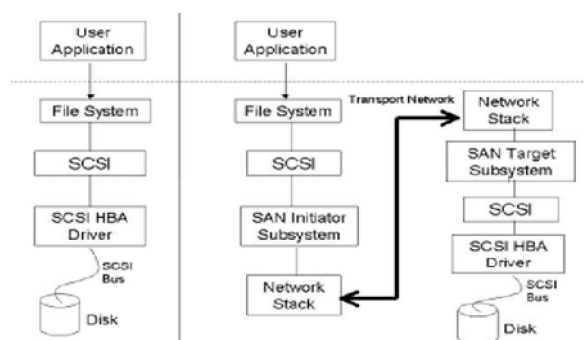 User
Application
File System
SCSI
SCSI HBA
Driver
SCSI
Bus
Disk
User
Application
File System
SCSI
SAN Initiator
Subsystem
Network
Stack
Transport Network
Network
Stack
SAN Target
Subsystem
SCSI
SCSI HBA
Driver
SCSI
Bus
Disk